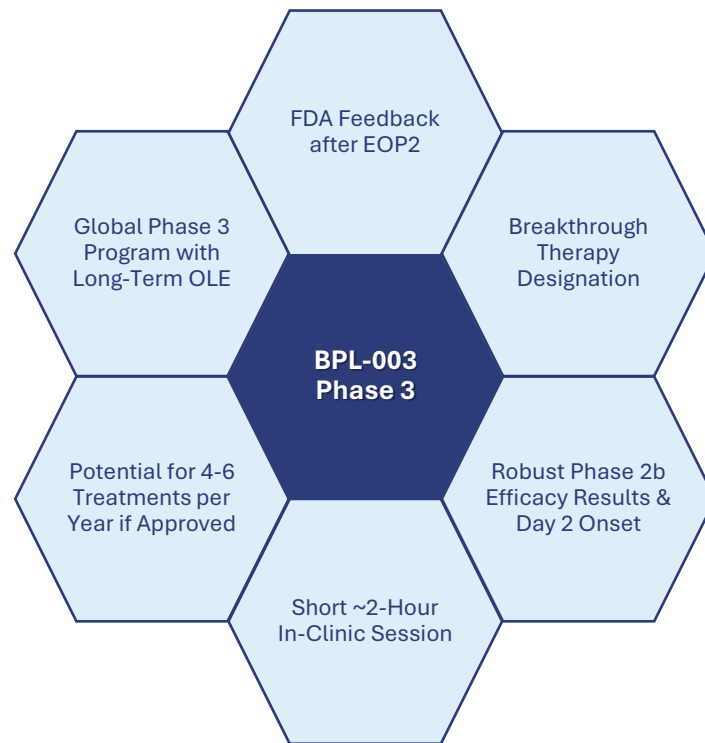 FDA Feedback
after EOP2
Global Phase 3
Program with
Long-Term OLE
Breakthrough
Therapy
Designation
BPL-003
Phase 3
Potential for 4-6
Treatments per
Year if Approved
Robust Phase 2b
Efficacy Results &
Day 2 Onset
Short ~2-Hour
In-Clinic Session